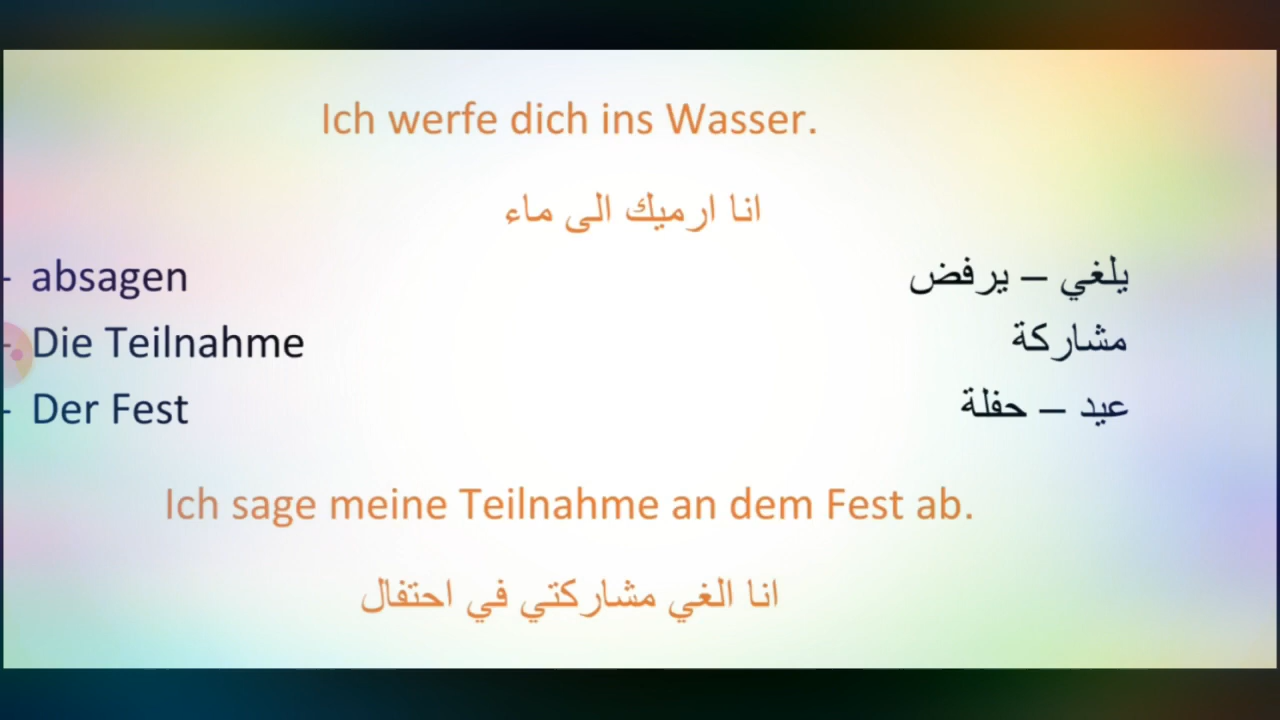 Ich werfe dich ins Wasser.
انا ارميك الى ماء
- absagen يلغي – يرفض
- Die Teilnahme مشاركة
- Der Fest عيد – حفلة
Ich sage meine Teilnahme an dem Fest ab.
انا الغي مشاركتي في احتفال